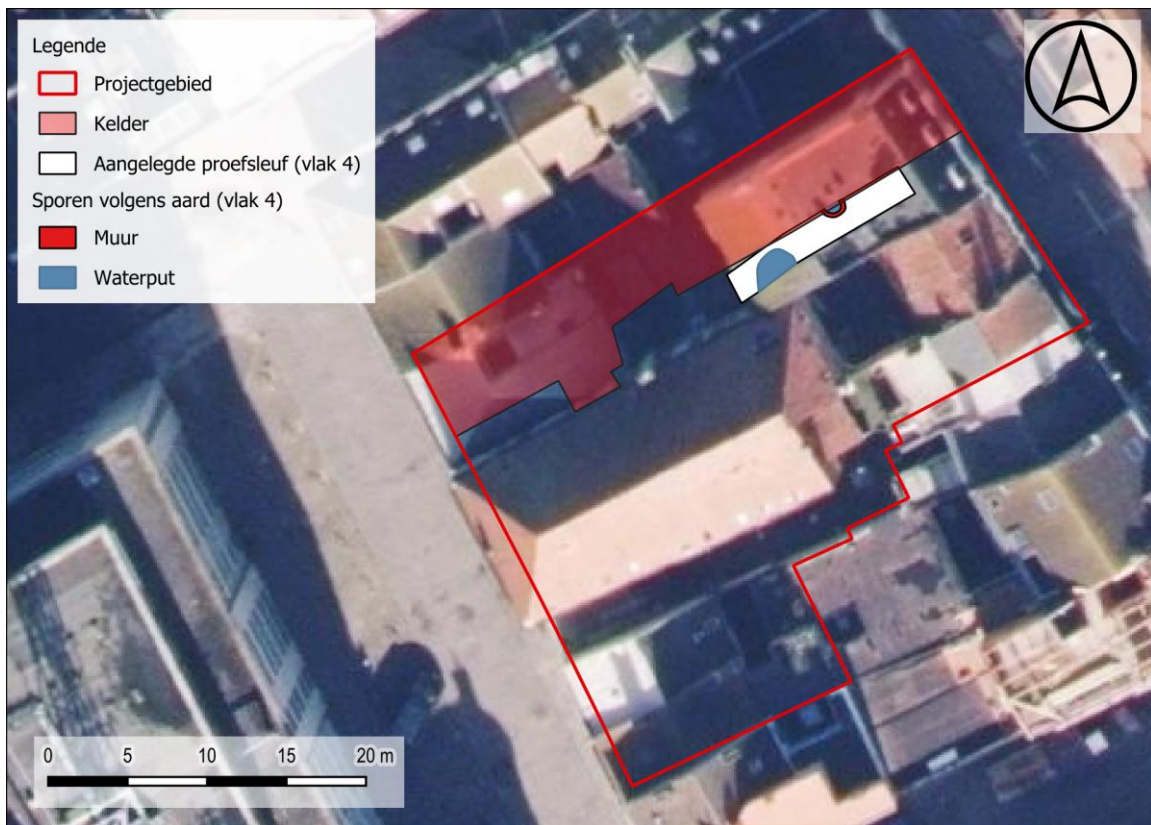 Legende
Projectgebied
Kelder
Aangelegde proefsleuf (vlak 4)
Sporen volgens aard (vlak 4)
Muur
Waterput
0 5 10 15 20 m